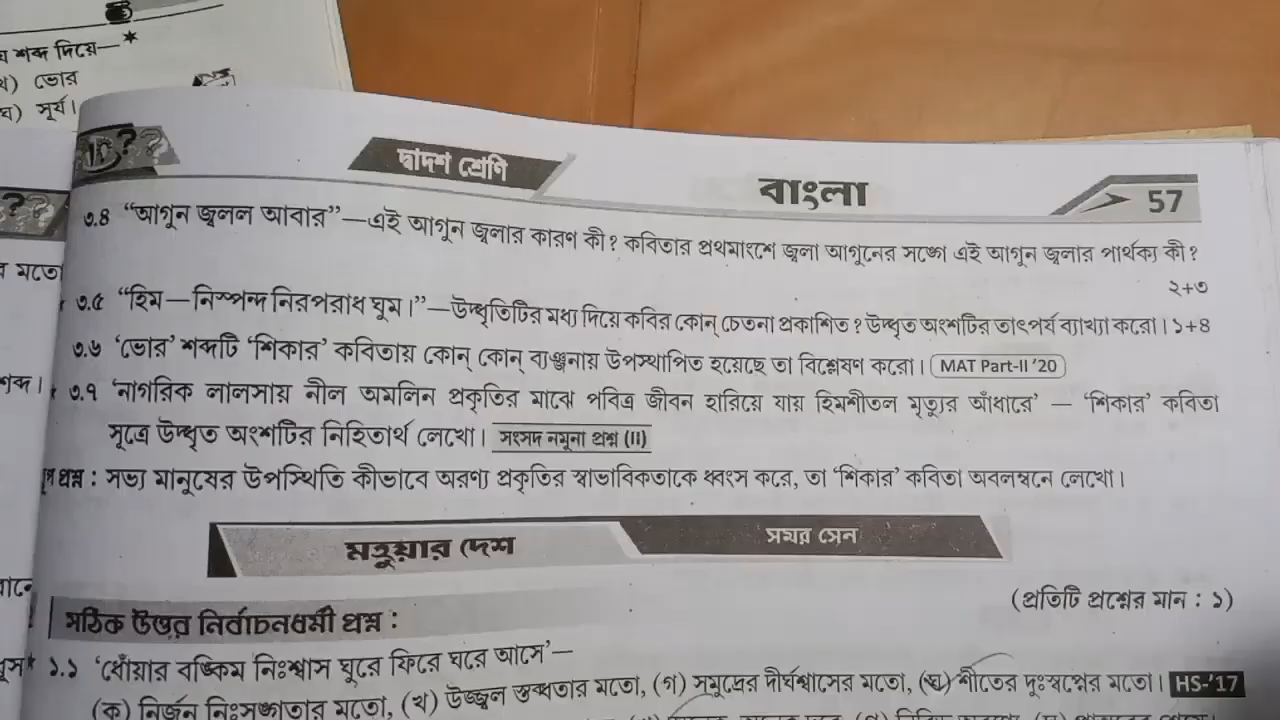 শব্দ দিয়ে—*
ভোর
ঘ) সূর্য।
দ্বাদশ শ্রেণি
বাংলা
57
৩.৪ “আগুন জ্বলল আবার”—এই আগুন জ্বলার কারণ কী? কবিতার প্রথমাংশে জ্বলা আগুনের সঙ্গে এই আগুন জ্বলার পার্থক্য কী?
২+৩
৩.৫ “হিম—নিস্পন্দ নিরপরাধ ঘুম।”—উদ্ধৃতিটির মধ্য দিয়ে কবির কোন্ চেতনা প্রকাশিত? উদ্ধৃত অংশটির তাৎপর্য ব্যাখ্যা করো। ১+৪
৩.৬ ‘ভোর’ শব্দটি ‘শিকার’ কবিতায় কোন্ কোন্ ব্যঞ্জনায় উপস্থাপিত হয়েছে তা বিশ্লেষণ করো। MAT Part-II ’20
৩.৭ ‘নাগরিক লালসায় নীল অমলিন প্রকৃতির মাঝে পবিত্র জীবন হারিয়ে যায় হিমশীতল মৃত্যুর আঁধারে’ — ‘শিকার’ কবিতা
সূত্রে উদ্ধৃত অংশটির নিহিতার্থ লেখো। সংসদ নমুনা প্রশ্ন (II)
প্রশ্ন : সভ্য মানুষের উপস্থিতি কীভাবে অরণ্য প্রকৃতির স্বাভাবিকতাকে ধ্বংস করে, তা ‘শিকার’ কবিতা অবলম্বনে লেখো।
মহুয়ার দেশ
সমর সেন
(প্রতিটি প্রশ্নের মান : ১)
সঠিক উত্তর নির্বাচনধর্মী প্রশ্ন :
১.১ ‘ধোঁয়ার বঙ্কিম নিঃশ্বাস ঘুরে ফিরে ঘরে আসে’—
(ক) নির্জন নিঃসঙ্গতার মতো, (খ) উজ্জ্বল স্তব্ধতার মতো, (গ) সমুদ্রের দীর্ঘশ্বাসের মতো, (ঘ) শীতের দুঃস্বপ্নের মতো। HS-’17